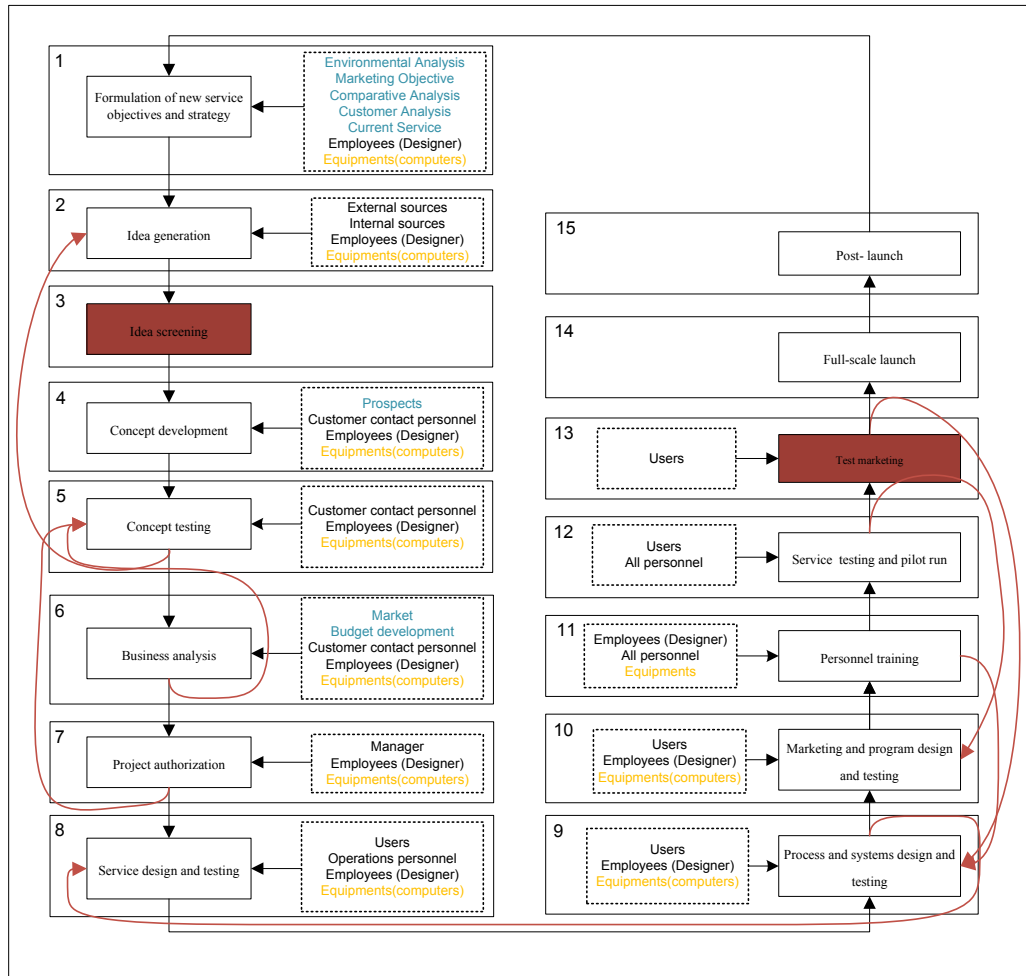 1
Formulation of new service
objectives and strategy
Environmental Analysis
Marketing Objective
Comparative Analysis
Customer Analysis
Current Service
Employees (Designer)
Equipments(computers)
2
Idea generation
External sources
Internal sources
Employees (Designer)
Equipments(computers)
3
Idea screening
4
Concept development
Prospects
Customer contact personnel
Employees (Designer)
Equipments(computers)
5
Concept testing
Customer contact personnel
Employees (Designer)
Equipments(computers)
6
Business analysis
Market
Budget development
Customer contact personnel
Employees (Designer)
Equipments(computers)
7
Project authorization
Manager
Employees (Designer)
Equipments(computers)
8
Service design and testing
Users
Operations personnel
Employees (Designer)
Equipments(computers)
15
Post- launch
14
Full-scale launch
13
Users
Test marketing
12
Users
All personnel
Service testing and pilot run
11
Employees (Designer)
All personnel
Equipments
Personnel training
10
Users
Employees (Designer)
Equipments(computers)
Marketing and program design
and testing
9
Users
Employees (Designer)
Equipments(computers)
Process and systems design and
testing